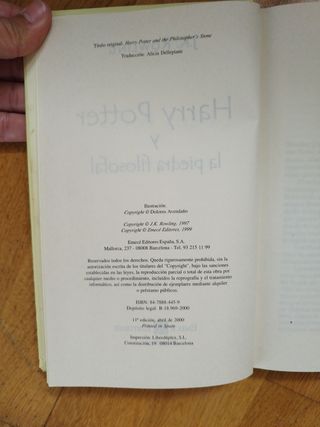 Título original: Harry Potter and the Philosopher's Stone
Traducción: Alicia Dellepiane
Harry Potter
y
la piedra filosofal
Ilustración:
Copyright © Dolores Avendaño
Copyright © J.K. Rowling, 1997
Copyright © Emecé Editores, 1999
Emecé Editores España, S.A.
Mallorca, 237 - 08008 Barcelona - Tel. 93 215 11 99
Reservados todos los derechos. Queda rigurosamente prohibida, sin la
autorización escrita de los titulares del "Copyright", bajo las sanciones
establecidas en las leyes, la reproducción parcial o total de esta obra por
cualquier medio o procedimiento, incluidos la reprografía y el tratamiento
informático, así como la distribución de ejemplares mediante alquiler
o préstamo públicos.
ISBN: 84-7888-445-9
Depósito legal: B-18.969-2000
11ª edición, abril de 2000
Printed in Spain
Impresión: Liberdúplex, S.L.
Constitución, 19 08014 Barcelona